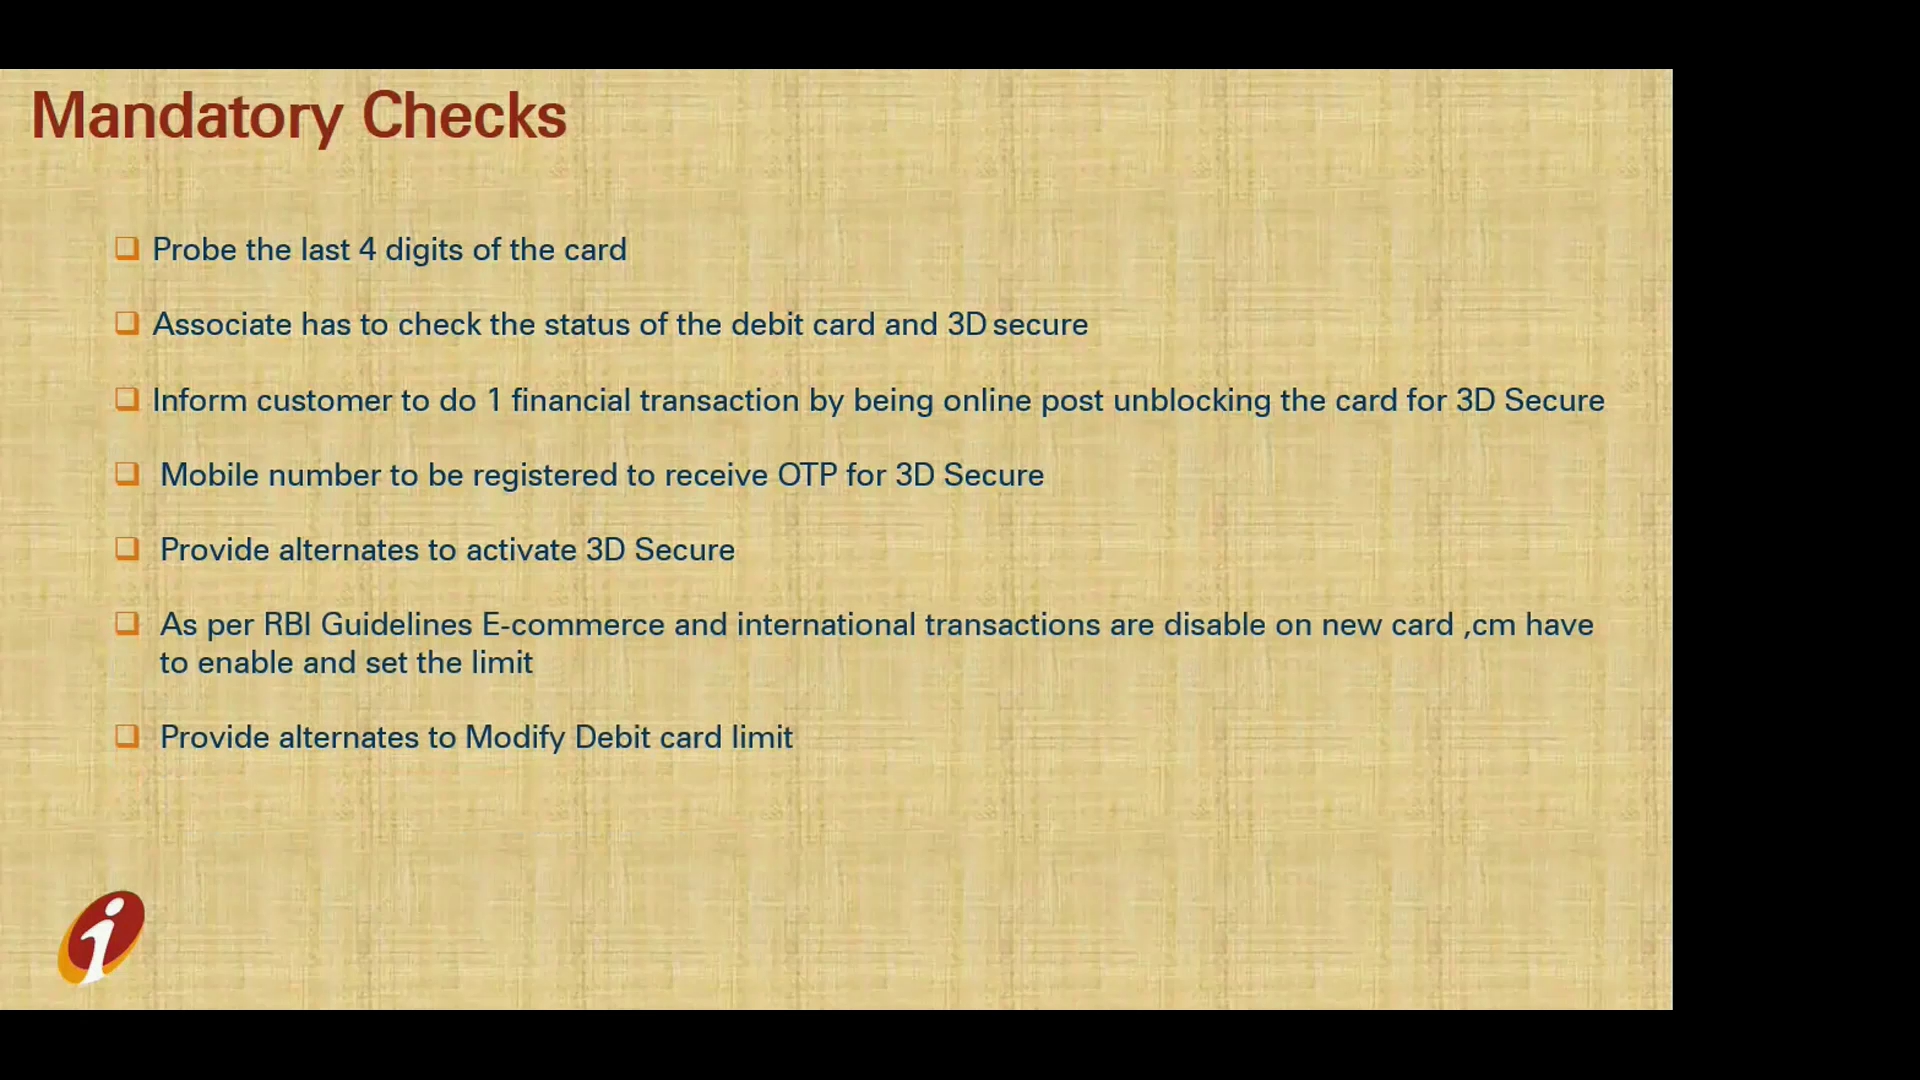 Mandatory Checks
Probe the last 4 digits of the card
Associate has to check the status of the debit card and 3D secure
Inform customer to do 1 financial transaction by being online post unblocking the card for 3D Secure
Mobile number to be registered to receive OTP for 3D Secure
Provide alternates to activate 3D Secure
As per RBI Guidelines E-commerce and international transactions are disable on new card ,cm have
to enable and set the limit
Provide alternates to Modify Debit card limit
i